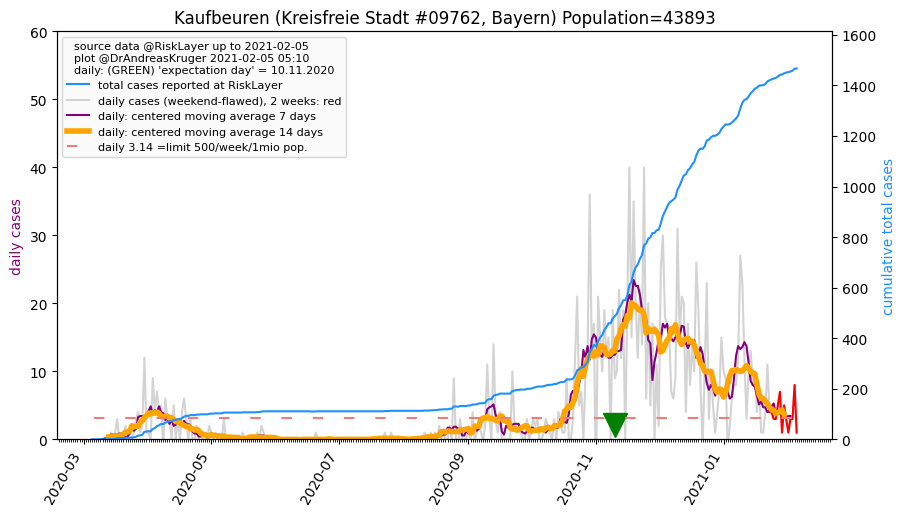 Kaufbeuren (Kreisfreie Stadt #09762, Bayern) Population=43893
source data @RiskLayer up to 2021-02-05
plot @DrAndreasKruger 2021-02-05 05:10
daily: (GREEN) 'expectation day' = 10.11.2020
total cases reported at RiskLayer
daily cases (weekend-flawed), 2 weeks: red
daily: centered moving average 7 days
daily: centered moving average 14 days
daily 3.14 =limit 500/week/1mio pop.
daily cases
60
50
40
30
20
10
0
1600
1400
1200
1000
800
600
400
200
0
cumulative total cases
2020-03
2020-05
2020-07
2020-09
2020-11
2021-01